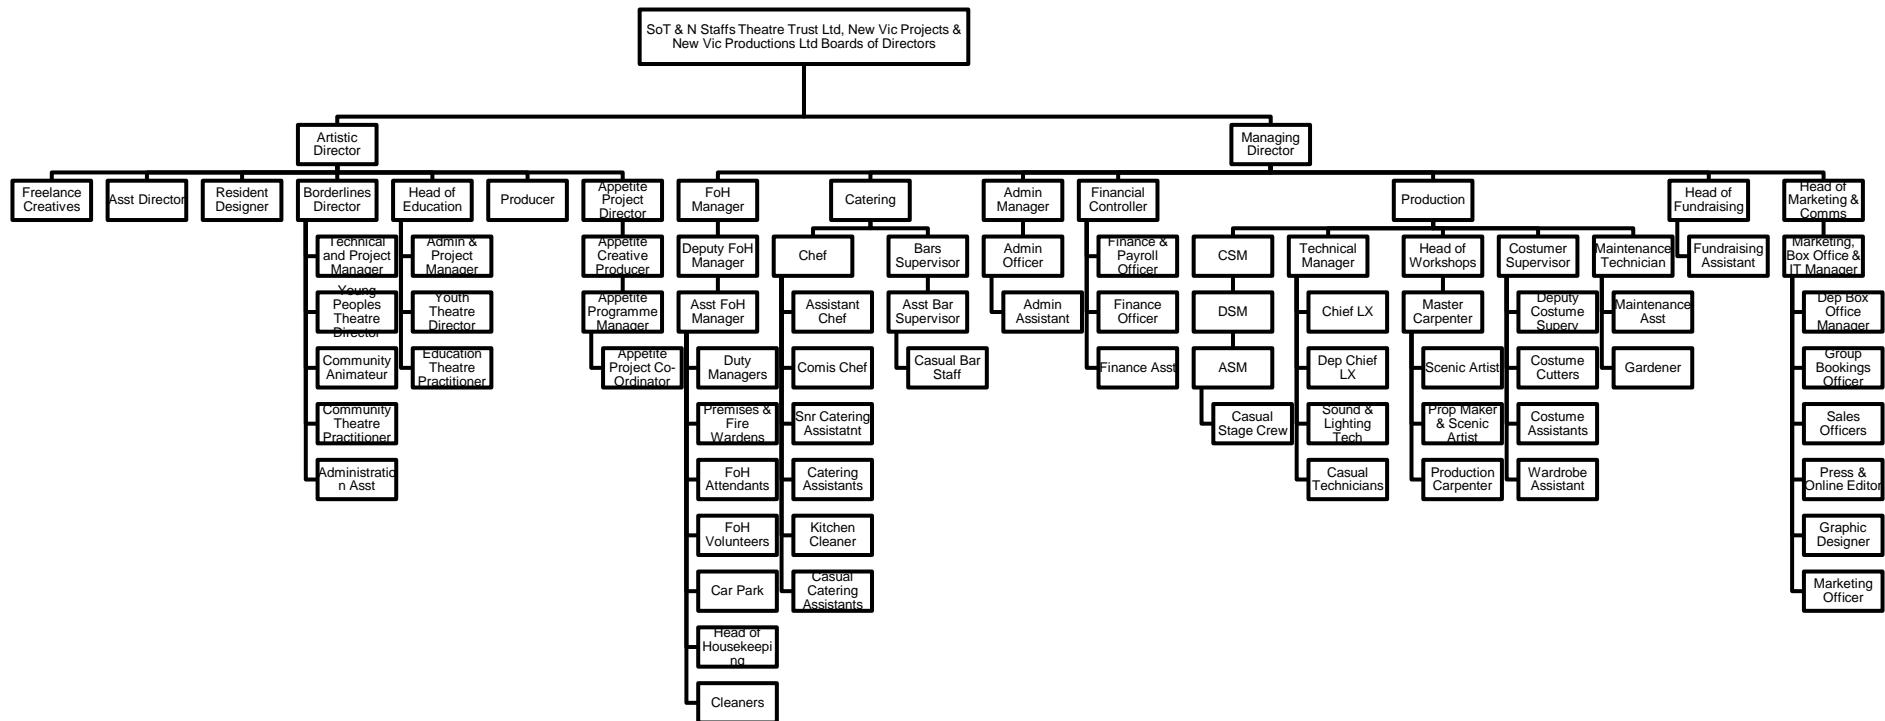 SoT & N Staffs Theatre Trust Ltd, New Vic Projects &
New Vic Productions Ltd Boards of Directors
Artistic
Director
Managing
Director
Freelance
Creatives
Asst Director
Resident
Designer
Borderlines
Director
Head of
Education
Producer
Appetite
Project
Director
FoH
Manager
Catering
Admin
Manager
Financial
Controller
Production
Head of
Fundraising
Head of
Marketing &
Comms
Technical
and Project
Manager
Admin &
Project
Manager
Appetite
Creative
Producer
Deputy FoH
Manager
Chef
Bars
Supervisor
Admin
Officer
Finance &
Payroll
Officer
CSM
Technical
Manager
Head of
Workshops
Costumer
Supervisor
Maintenance
Technician
Fundraising
Assistant
Marketing,
Box Office &
IT Manager
Young
Peoples
Theatre
Director
Youth
Theatre
Director
Appetite
Programme
Manager
Asst FoH
Manager
Assistant
Chef
Asst Bar
Supervisor
Admin
Assistant
Finance
Officer
DSM
Chief LX
Master
Carpenter
Deputy
Costume
Superv
Maintenance
Asst
Dep Box
Office
Manager
Community
Animateur
Education
Theatre
Practitioner
Appetite
Project Co-
Ordinator
Duty
Managers
Comis Chef
Casual Bar
Staff
Finance Asst
ASM
Dep Chief
LX
Scenic Artist
Costume
Cutters
Gardener
Group
Bookings
Officer
Community
Theatre
Practitioner
Premises &
Fire
Wardens
Snr Catering
Assistatnt
Casual
Stage Crew
Sound &
Lighting
Tech
Prop Maker
& Scenic
Artist
Costume
Assistants
Sales
Officers
Administratio
n Asst
FoH
Attendants
Catering
Assistants
Casual
Technicians
Production
Carpenter
Wardrobe
Assistant
Press &
Online Editor
FoH
Volunteers
Kitchen
Cleaner
Graphic
Designer
Car Park
Casual
Catering
Assistants
Marketing
Officer
Head of
Housekeepi
ng
Cleaners